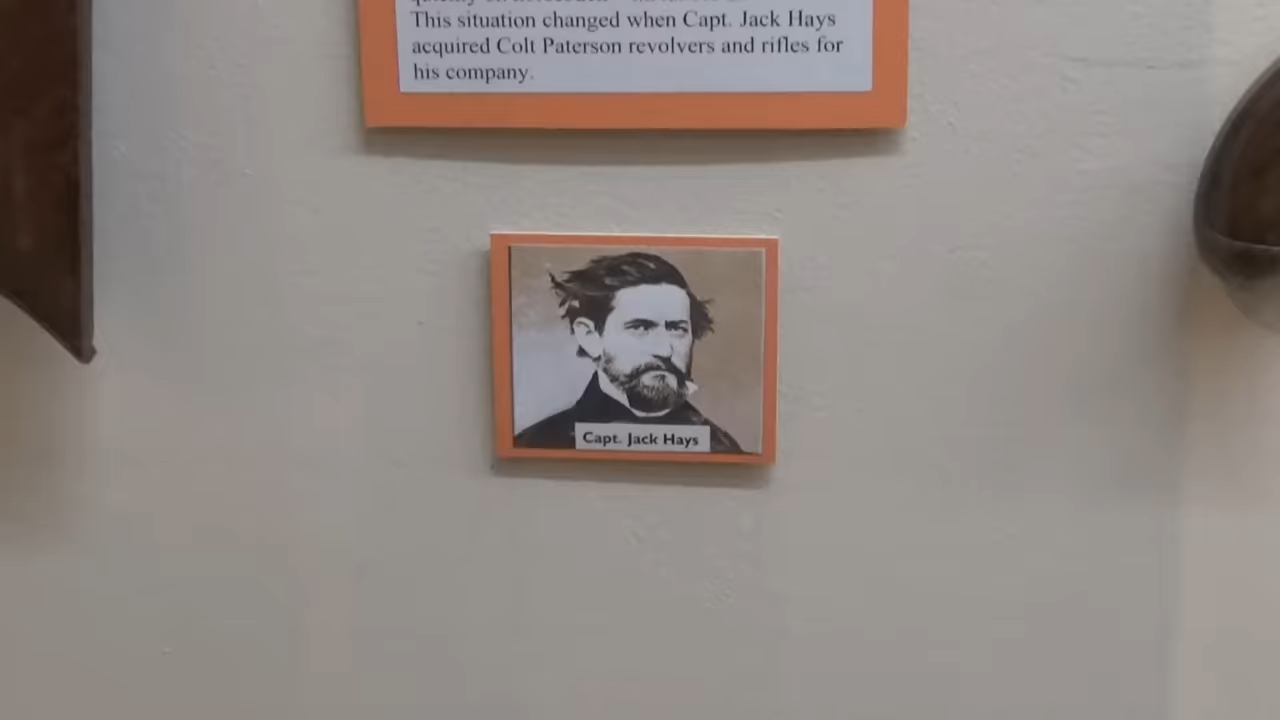 This situation changed when Capt. Jack Hays
acquired Colt Paterson revolvers and rifles for
his company.
Capt. Jack Hays